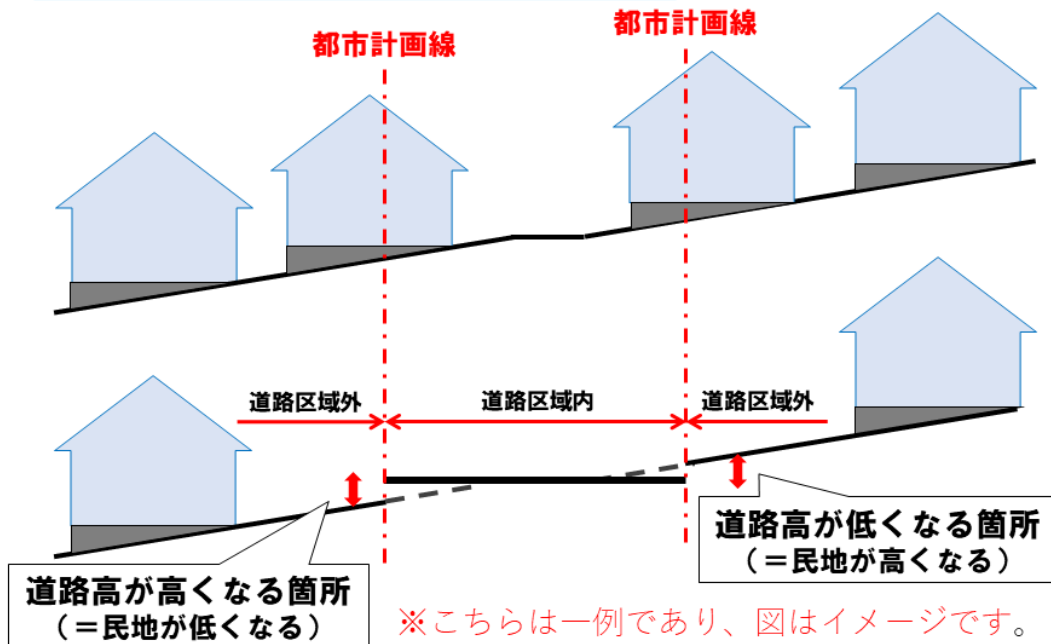 都市計画線
都市計画線
道路区域外
道路区域内
道路区域外
道路高が低くなる箇所
（＝民地が高くなる）
道路高が高くなる箇所
（＝民地が低くなる）
※こちらは一例であり、図はイメージです。